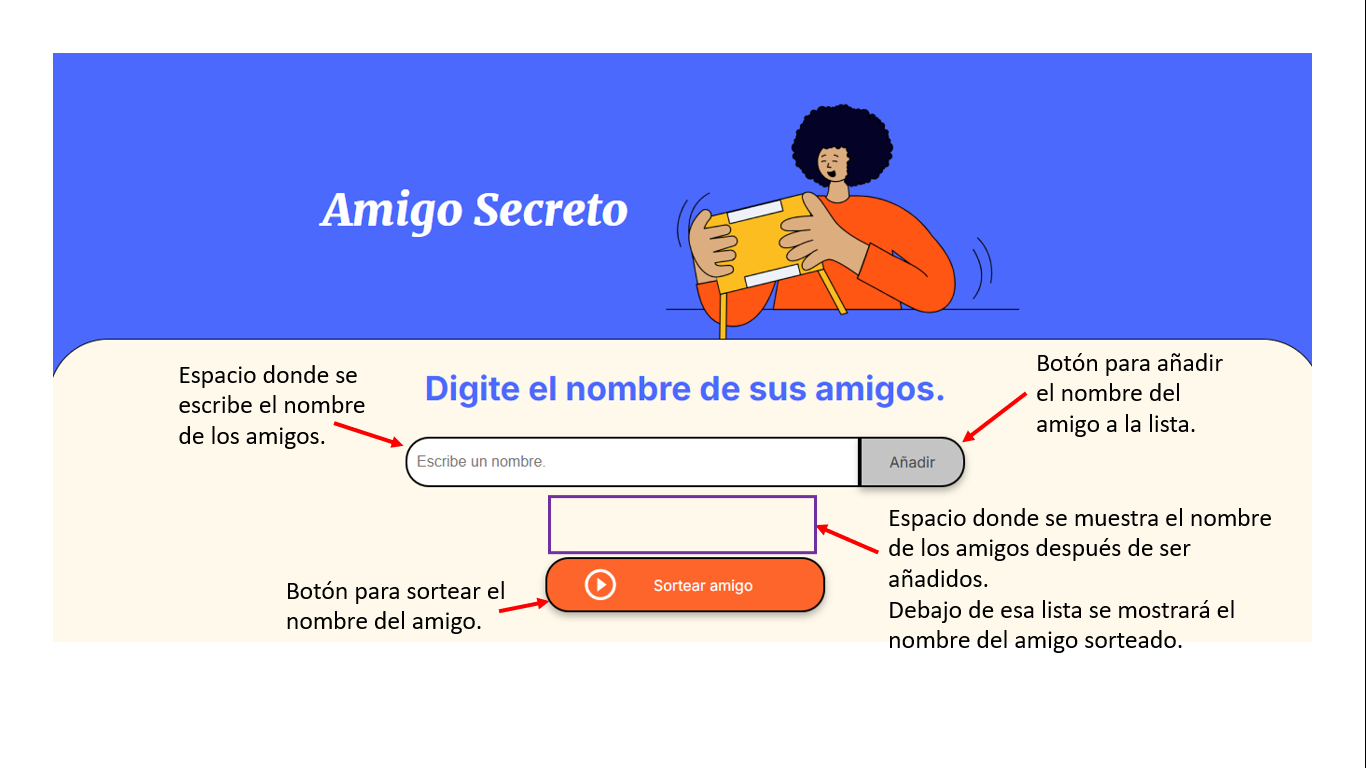 Amigo Secreto
Espacio donde se
escribe el nombre
de los amigos.
Digite el nombre de sus amigos.
Botón para añadir
el nombre del
amigo a la lista.
Escribe un nombre.
Añadir
Espacio donde se muestra el nombre
de los amigos después de ser
añadidos.
Debajo de esa lista se mostrará el
nombre del amigo sorteado.
Botón para sortear el
nombre del amigo.
Sortear amigo